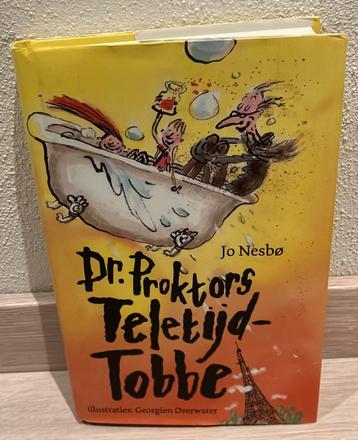 Jo Nesbø
Dr. Proktors
Teletijd-
Tobbe
illustraties: Georgien Overwater